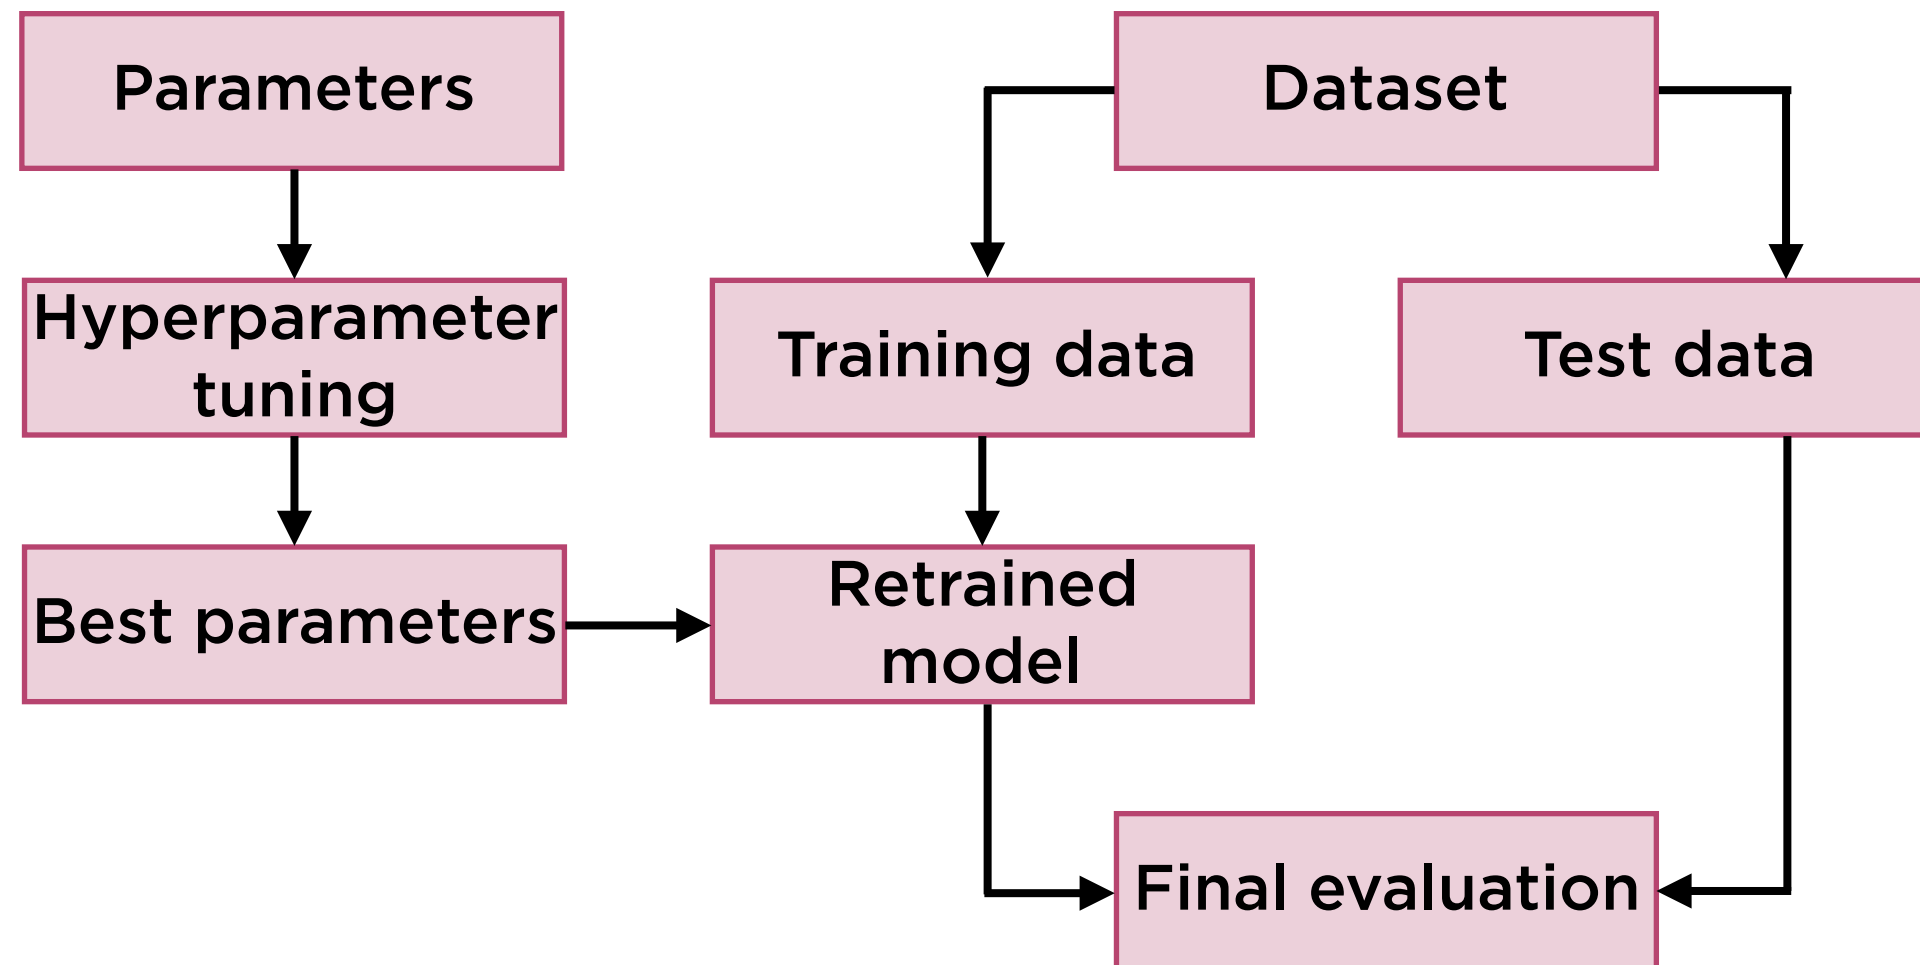 Parameters
Dataset
Hyperparameter
tuning
Training data
Test data
Best parameters
Retrained
model
Final evaluation